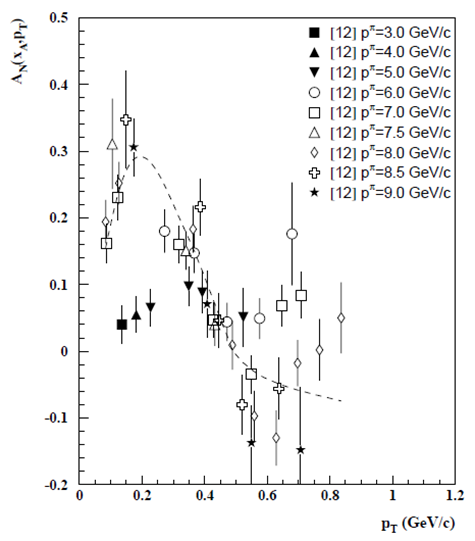 A_N(x_A,p_T)
0.5
0.4
0.3
0.2
0.1
0
-0.1
-0.2
[12] p^π=3.0 GeV/c
[12] p^π=4.0 GeV/c
[12] p^π=5.0 GeV/c
[12] p^π=6.0 GeV/c
[12] p^π=7.0 GeV/c
[12] p^π=7.5 GeV/c
[12] p^π=8.0 GeV/c
[12] p^π=8.5 GeV/c
[12] p^π=9.0 GeV/c
0 0.2 0.4 0.6 0.8 1 1.2
p_T (GeV/c)